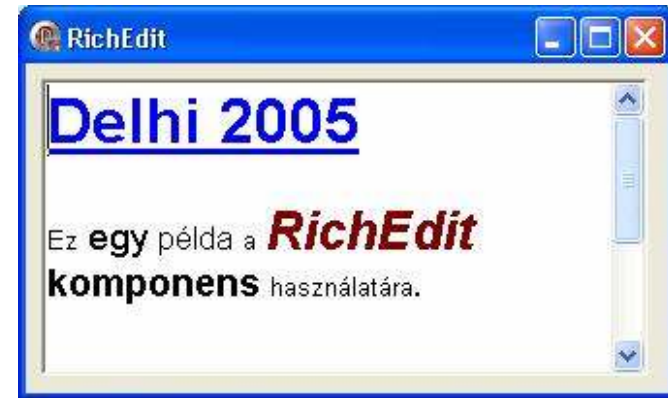 RichEdit
Delhi 2005
Ez egy példa a RichEdit
komponens használatára.